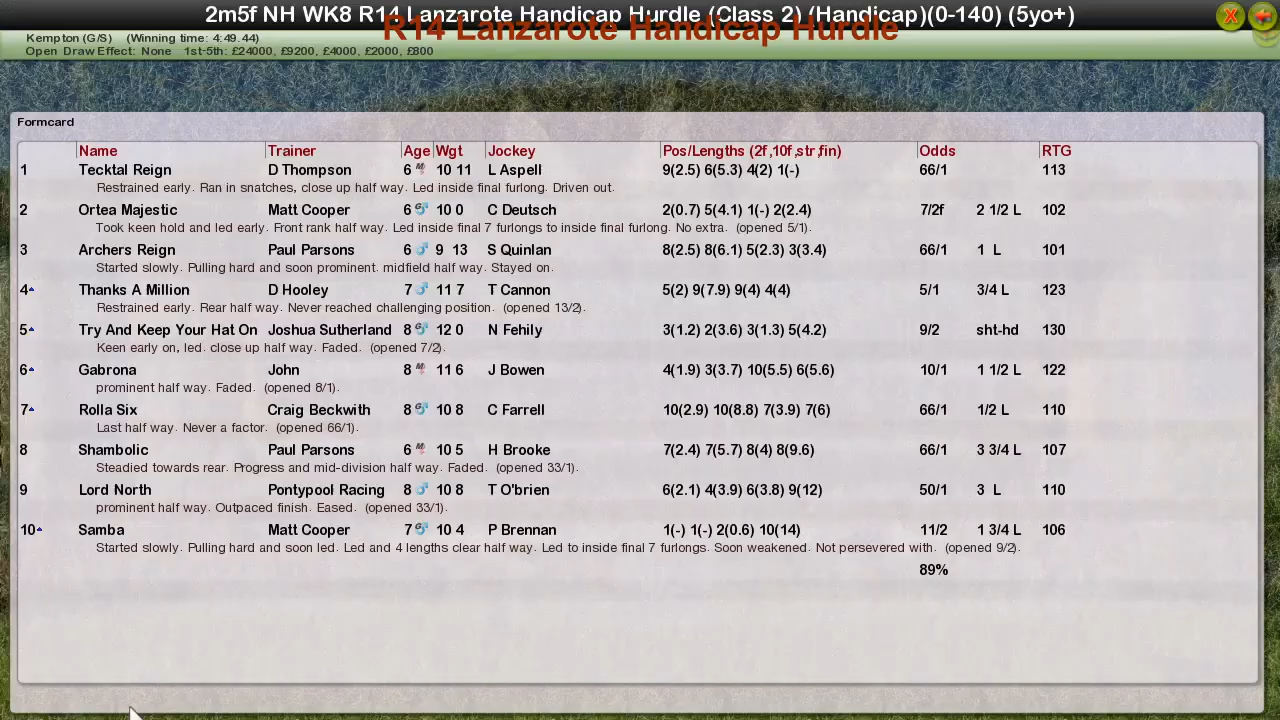 2m5f NH WK8 R14 Lanzarote Handicap Hurdle (Class 2) (Handicap)(0-140) (5yo+)
R14 Lanzarote Handicap Hurdle
Kempton (G/S) (Winning time: 4:49.44)
Open Draw Effect: None 1st-5th: £24000, £9200, £4000, £2000, £800
Formcard
Name Trainer Age Wgt Jockey Pos/Lengths (2f,10f,str,fin) Odds RTG
1 Tecktal Reign D Thompson 6 10 11 L Aspell 9(2.5) 6(5.3) 4(2) 1(-) 66/1 113
Restrained early. Ran in snatches, close up half way. Led inside final furlong. Driven out.
2 Ortea Majestic Matt Cooper 6 10 0 C Deutsch 2(0.7) 5(4.1) 1(-) 2(2.4) 7/2f 2 1/2 L 102
Took keen hold and led early. Front rank half way. Led inside final 7 furlongs to inside final furlong. No extra. (opened 5/1).
3 Archers Reign Paul Parsons 6 9 13 S Quinlan 8(2.5) 8(6.1) 5(2.3) 3(3.4) 66/1 1 L 101
Started slowly. Pulling hard and soon prominent. midfield half way. Stayed on.
4 Thanks A Million D Hooley 7 11 7 T Cannon 5(2) 9(7.9) 9(4) 4(4) 5/1 3/4 L 123
Restrained early. Rear half way. Never reached challenging position. (opened 13/2).
5 Try And Keep Your Hat On Joshua Sutherland 8 12 0 N Fehily 3(1.2) 2(3.6) 3(1.3) 5(4.2) 9/2 sht-hd 130
Keen early on, led. close up half way. Faded. (opened 7/2).
6 Gabrona John 8 11 6 J Bowen 4(1.9) 3(3.7) 10(5.5) 6(5.6) 10/1 1 1/2 L 122
prominent half way. Faded. (opened 8/1).
7 Rolla Six Craig Beckwith 8 10 8 C Farrell 10(2.9) 10(8.8) 7(3.9) 7(6) 66/1 1/2 L 110
Last half way. Never a factor. (opened 66/1).
8 Shambolic Paul Parsons 6 10 5 H Brooke 7(2.4) 7(5.7) 8(4) 8(9.6) 66/1 3 3/4 L 107
Steadied towards rear. Progress and mid-division half way. Faded. (opened 33/1).
9 Lord North Pontypool Racing 8 10 8 T O'brien 6(2.1) 4(3.9) 6(3.8) 9(12) 50/1 3 L 110
prominent half way. Outpaced finish. Eased. (opened 33/1).
10 Samba Matt Cooper 7 10 4 P Brennan 1(-) 1(-) 2(0.6) 10(14) 11/2 1 3/4 L 106
Started slowly. Pulling hard and soon led. Led and 4 lengths clear half way. Led to inside final 7 furlongs. Soon weakened. Not persevered with. (opened 9/2).
89%